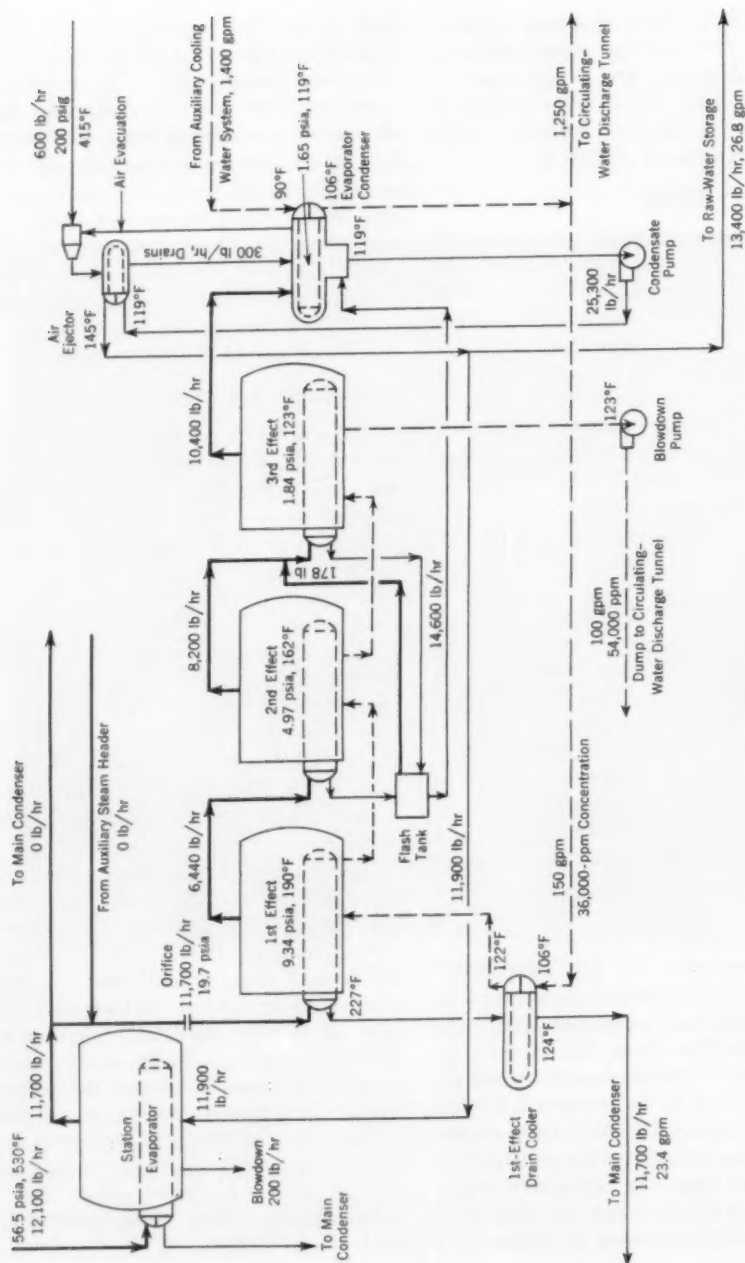 56.5 psia, 530°F
12,100 lb/hr
Station
Evaporator
To Main
Condenser
Blowdown
200 lb/hr
11,900
lb/hr
11,700 lb/hr
To Main Condenser
0 lb/hr
From Auxiliary Steam Header
0 lb/hr
Orifice
11,700 lb/hr
19.7 psia
1st Effect
9.34 psia, 190°F
227°F
6,440 lb/hr
2nd Effect
4.97 psia, 162°F
8,200 lb/hr
178 lb
3rd Effect
1.84 psia, 123°F
10,400 lb/hr
Flash
Tank
14,600 lb/hr
11,900 lb/hr
Air
Ejector
145°F
119°F
600 lb/hr
200 psig
415°F
Air Evacuation
300 lb/hr, Drains
From Auxiliary Cooling
Water System, 1,400 gpm
90°F
1.65 psia, 119°F
106°F
Evaporator
Condenser
119°F
25,300
lb/hr
Condensate
Pump
1,250 gpm
To Circulating-
Water Discharge Tunnel
To Raw-Water Storage
13,400 lb/hr, 26.8 gpm
123°F
Blowdown
Pump
100 gpm
54,000 ppm
Dump to Circulating-
Water Discharge Tunnel
150 gpm
36,000-ppm Concentration
122°F
106°F
124°F
1st-Effect
Drain Cooler
To Main Condenser
11,700 lb/hr
23.4 gpm